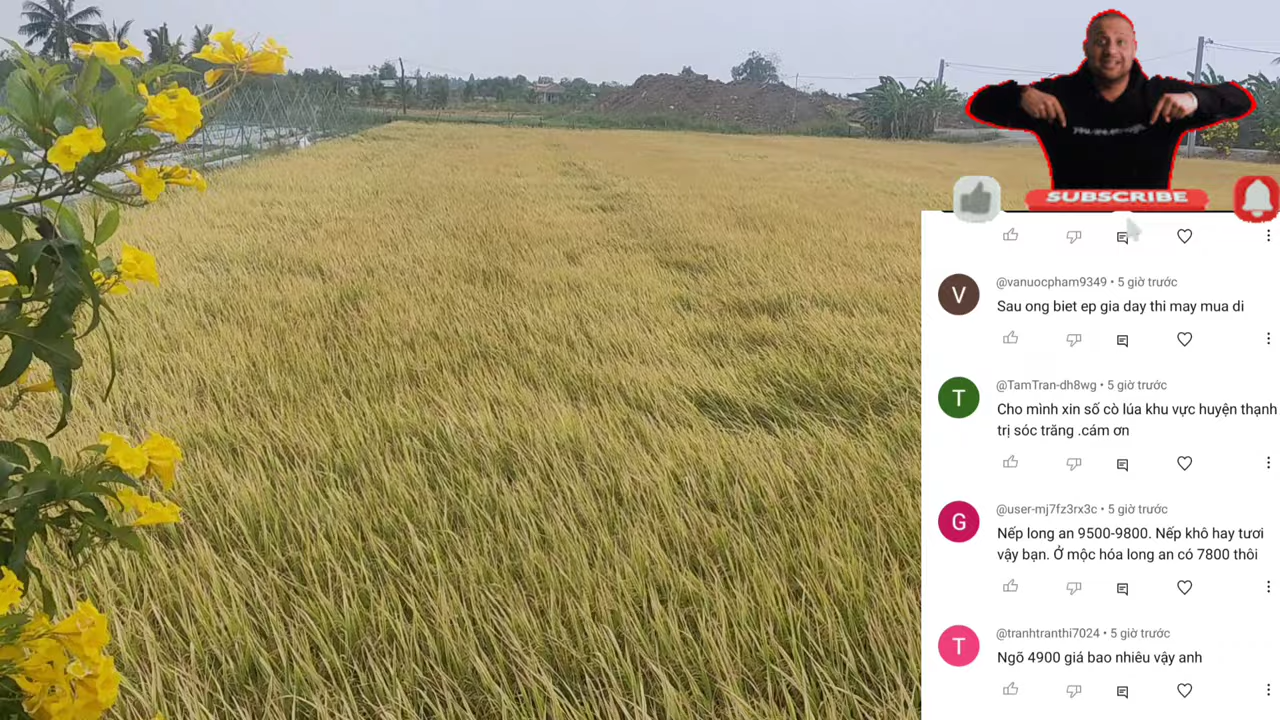 SUBSCRIBE
@vanuocpham9349 • 5 giờ trước
Sau ong biet ep gia day thi may mua di
@TamTran-dh8wg • 5 giờ trước
Cho mình xin số cò lúa khu vực huyện thạnh
trị sóc trăng .cám ơn
@user-mj7fz3rx3c • 5 giờ trước
Nếp long an 9500-9800. Nếp khô hay tươi
vậy bạn. Ở mộc hóa long an có 7800 thôi
@tranhtranthi7024 • 5 giờ trước
Ngõ 4900 giá bao nhiêu vậy anh